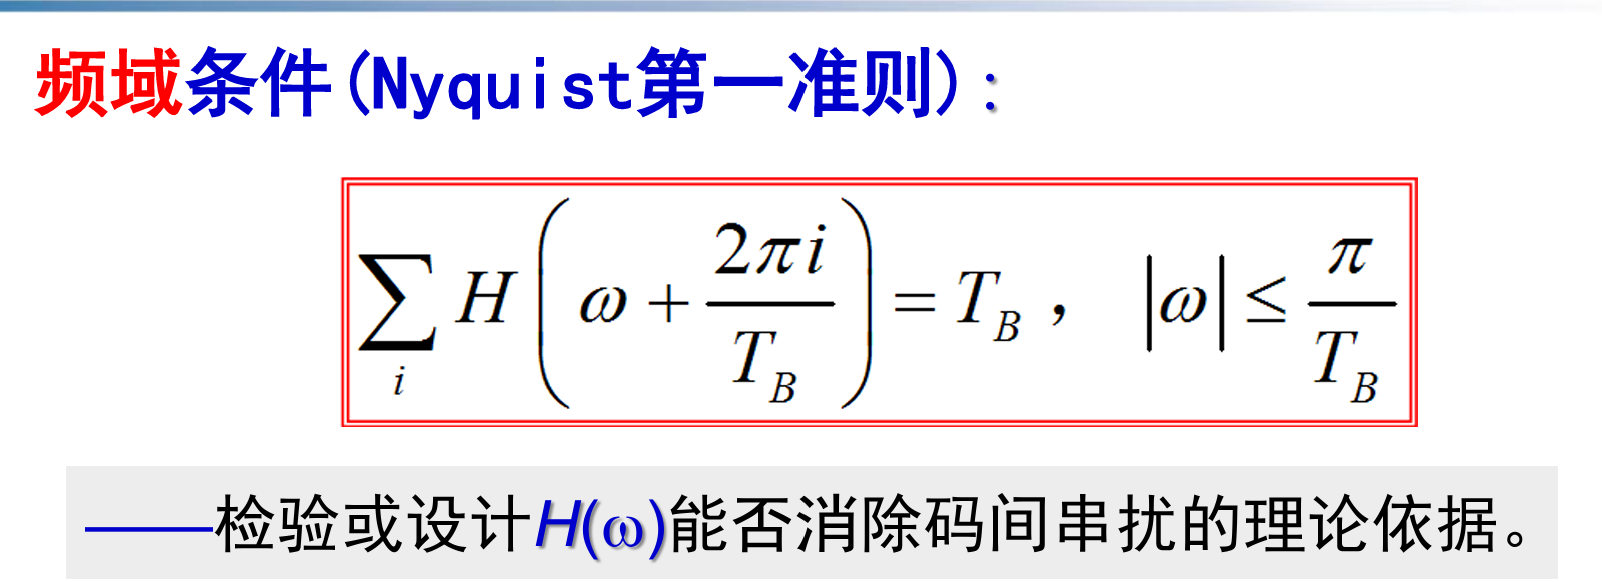 频域条件(Nyquist第一准则):
∑_i H(ω + 2πi/T_B) = T_B , |ω| ≤ π/T_B
——检验或设计H(ω)能否消除码间串扰的理论依据。